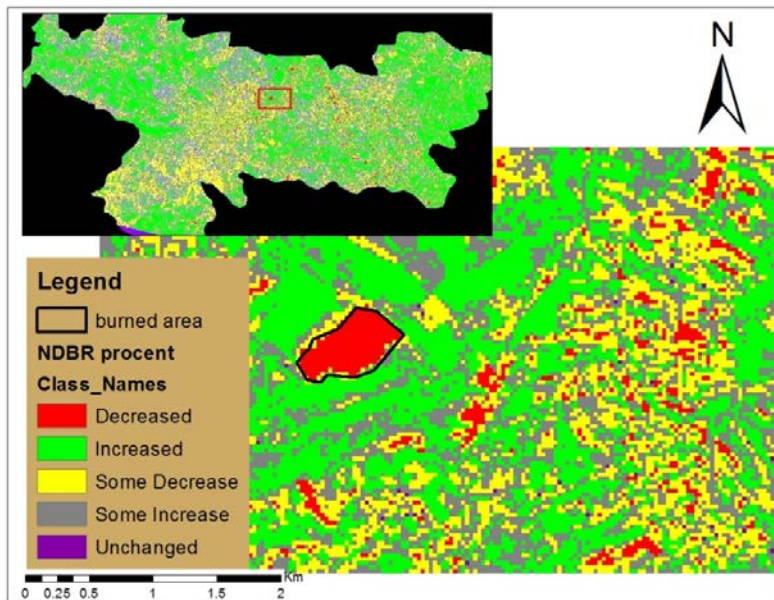 N
Legend
burned area
NDBR procent
Class_Names
Decreased
Increased
Some Decrease
Some Increase
Unchanged
Km
0 0.25 0.5 1 1.5 2